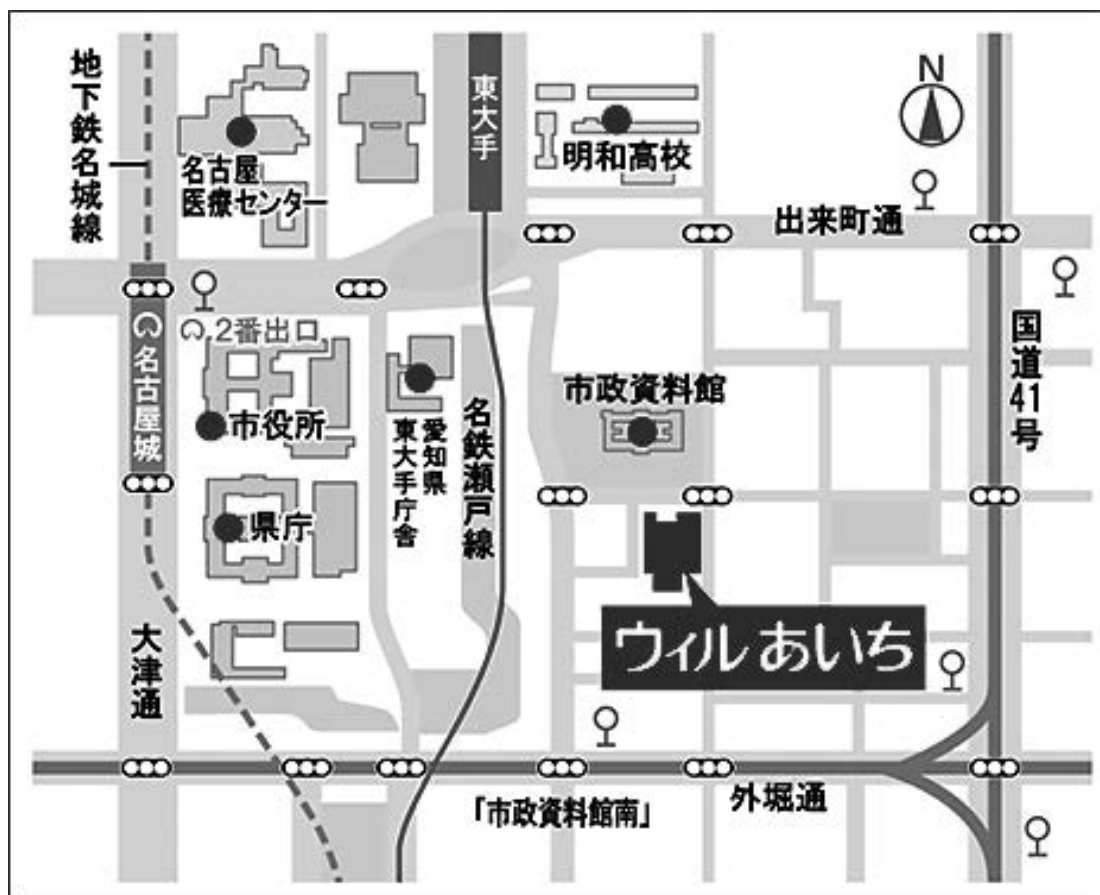 地下鉄名城線
名古屋
医療センター
東大手
明和高校
N
出来町通
2番出口
名古屋城
市役所
愛知県
東大手庁舎
名鉄瀬戸線
市政資料館
国道41号
県庁
ウィルあいち
大津通
「市政資料館南」
外堀通